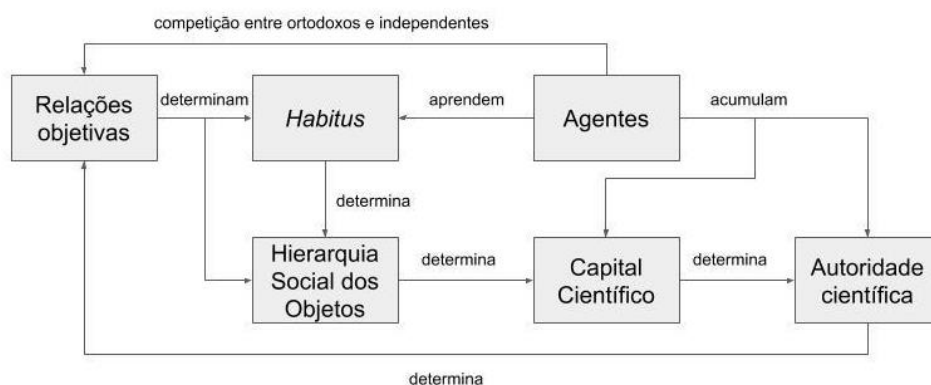 competição entre ortodoxos e independentes
Relações
objetivas
determinam
Habitus
aprendem
Agentes
acumulam
determina
Hierarquia
Social dos
Objetos
determina
Capital
Científico
determina
Autoridade
científica
determina